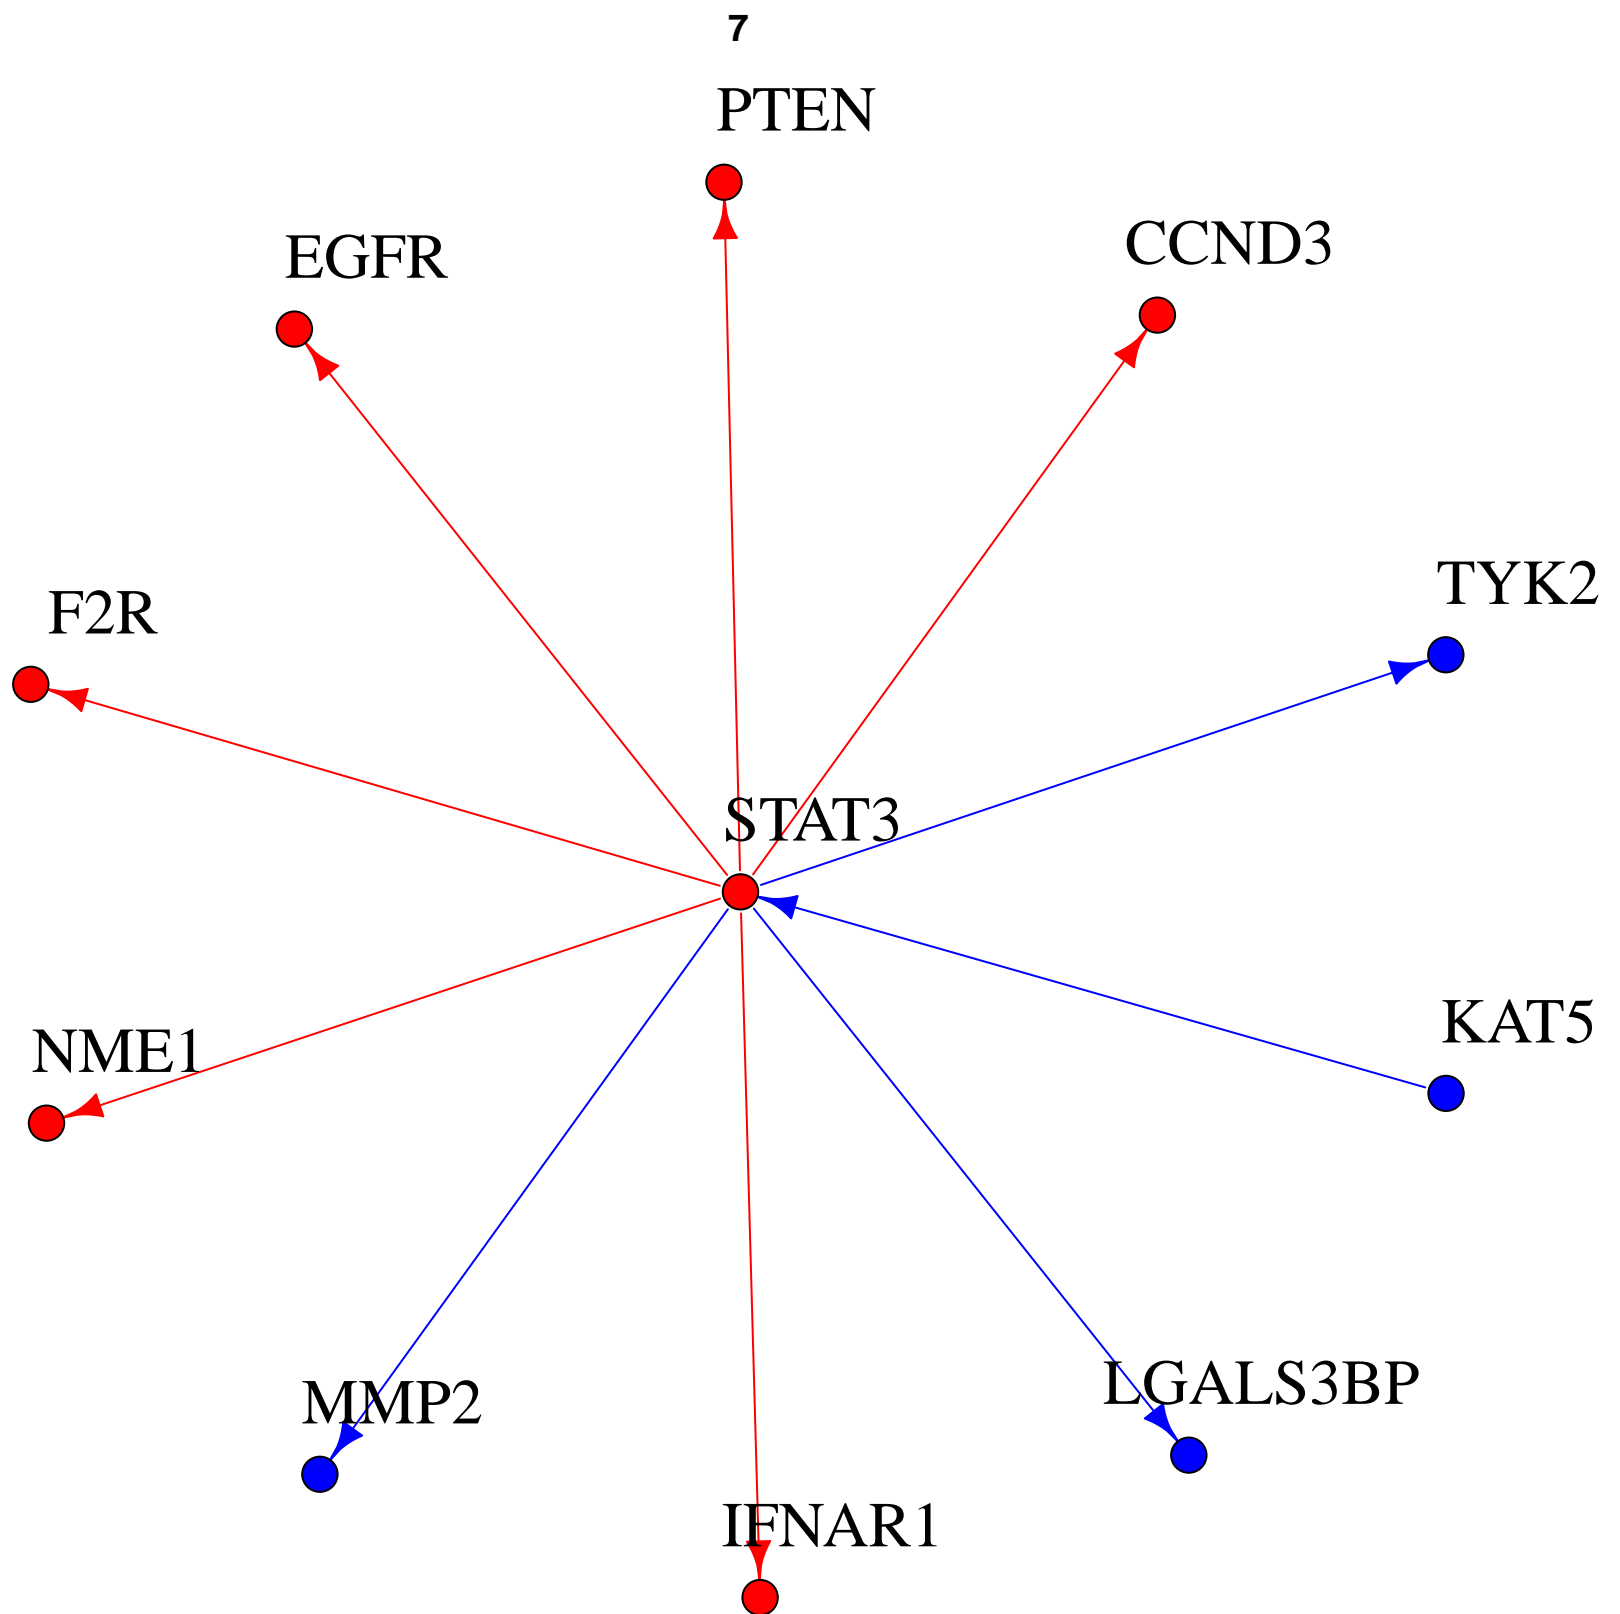 7
PTEN
CCND3
EGFR
TYK2
F2R
STAT3
KAT5
NME1
LGALS3BP
MMP2
IFNAR1